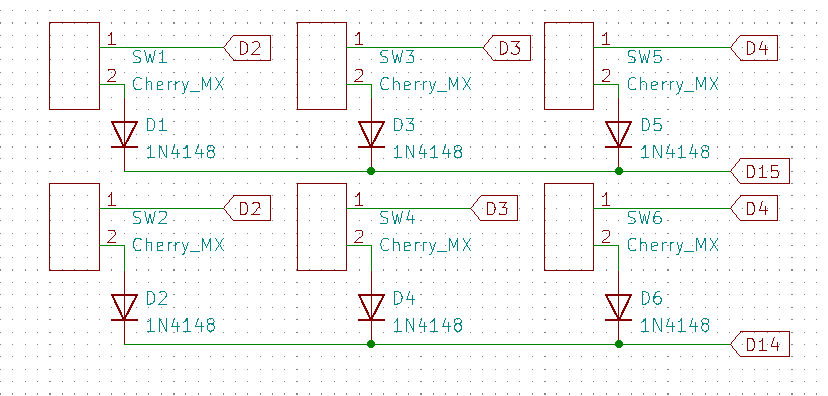 1 D2 1 D3 1 D4
SW1 SW3 SW5
2 Cherry_MX 2 Cherry_MX 2 Cherry_MX
D1 D3 D5
1N4148 1N4148 1N4148
D15
1 D2 1 D3 1 D4
SW2 SW4 SW6
2 Cherry_MX 2 Cherry_MX 2 Cherry_MX
D2 D4 D6
1N4148 1N4148 1N4148
D14